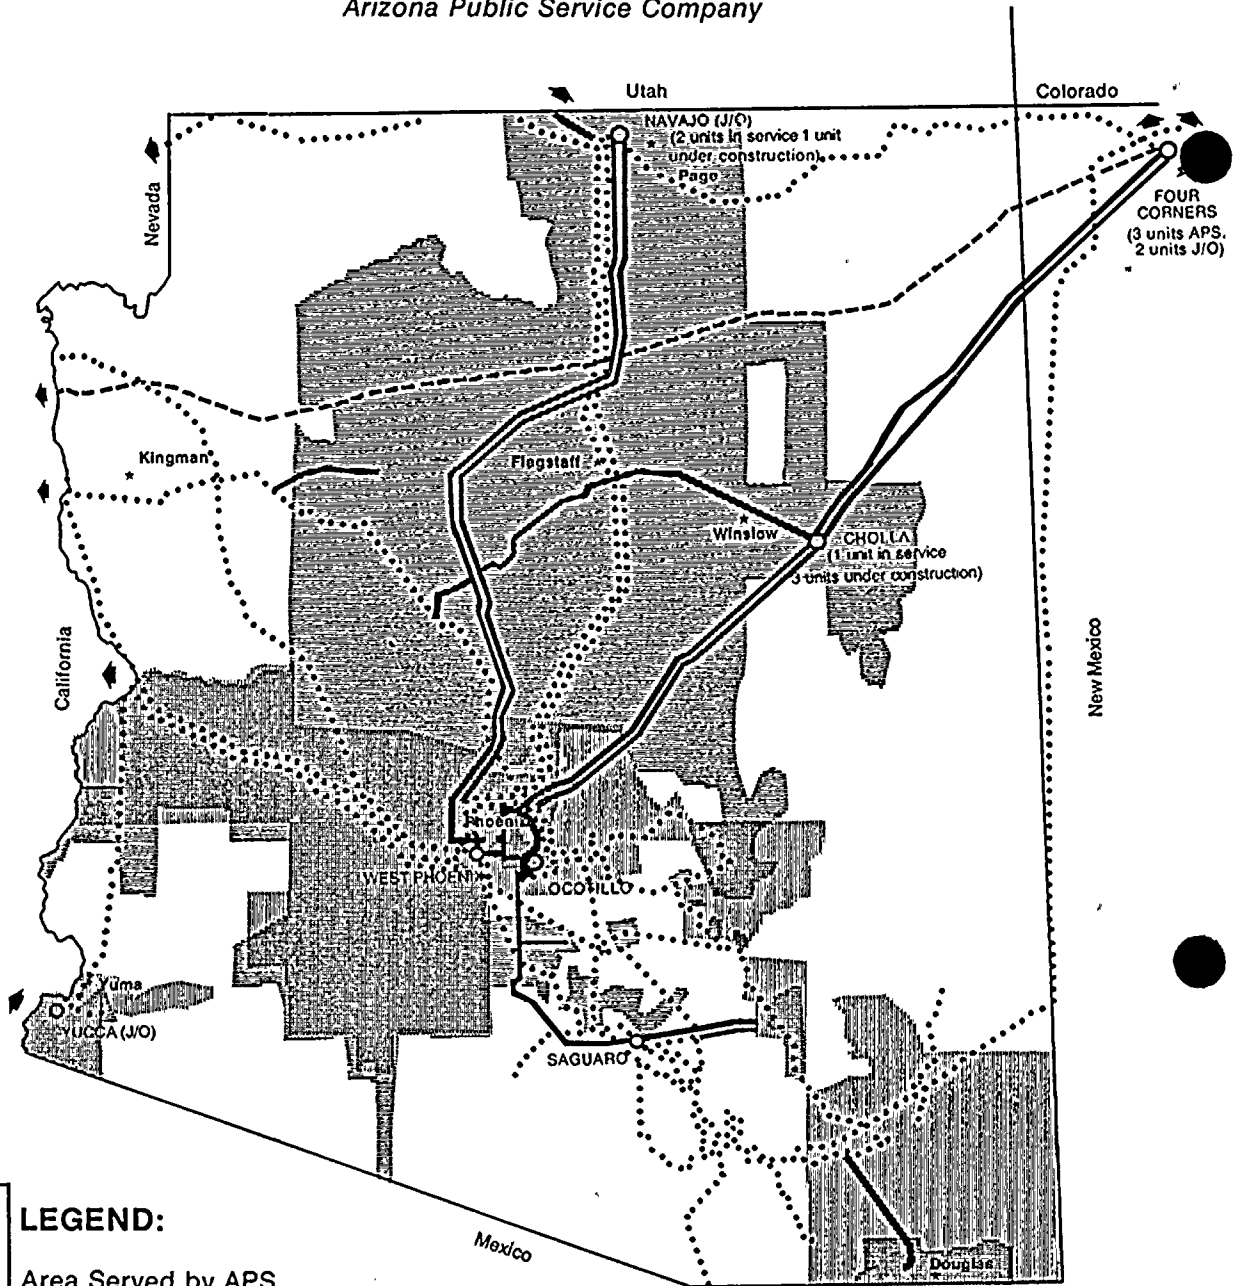 Arizona Public Service Company
Utah
Colorado
NAVAJO (J/O)
(2 units in service 1 unit
under construction)
Page
Nevada
FOUR
CORNERS
(3 units APS,
2 units J/O)
Kingman
Flagstaff
Winslow
CHOLLA
(1 unit in service
3 units under construction)
California
New Mexico
Phoenix
WEST PHOENIX
OCOTILLO
Yuma
YUCCA (J/O)
SAGUARO
Mexico
Douglas
LEGEND:
Area Served by APS